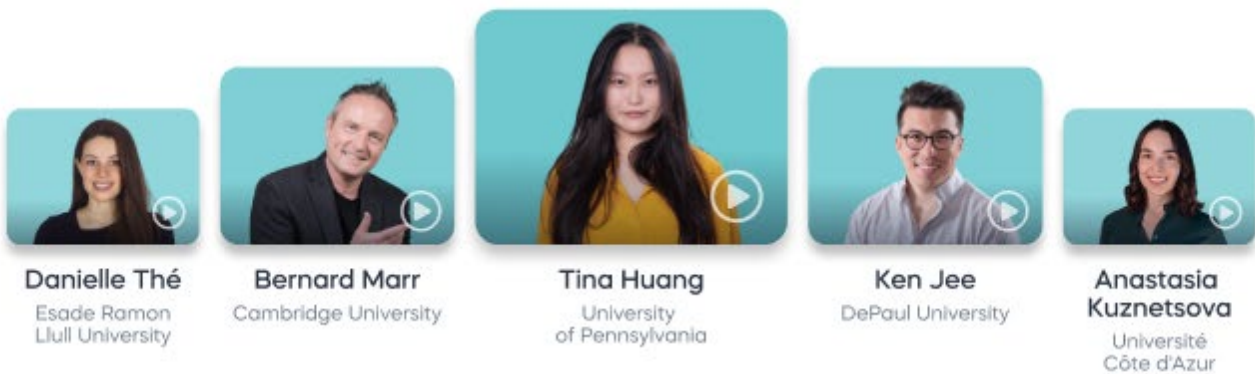 Danielle Thé
Esade Ramon
Llull University
Bernard Marr
Cambridge University
Tina Huang
University
of Pennsylvania
Ken Jee
DePaul University
Anastasia
Kuznetsova
Université
Côte d'Azur